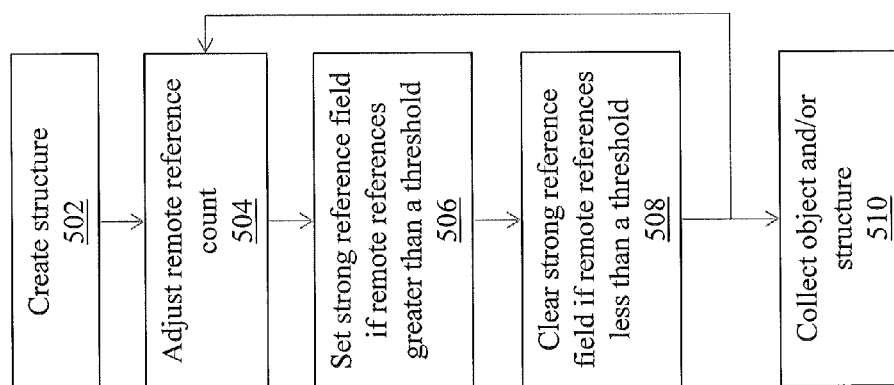 Create structure
502
Adjust remote reference
count
504
Set strong reference field
if remote references
greater than a threshold
506
Clear strong reference
field if remote references
less than a threshold
508
Collect object and/or
structure
510